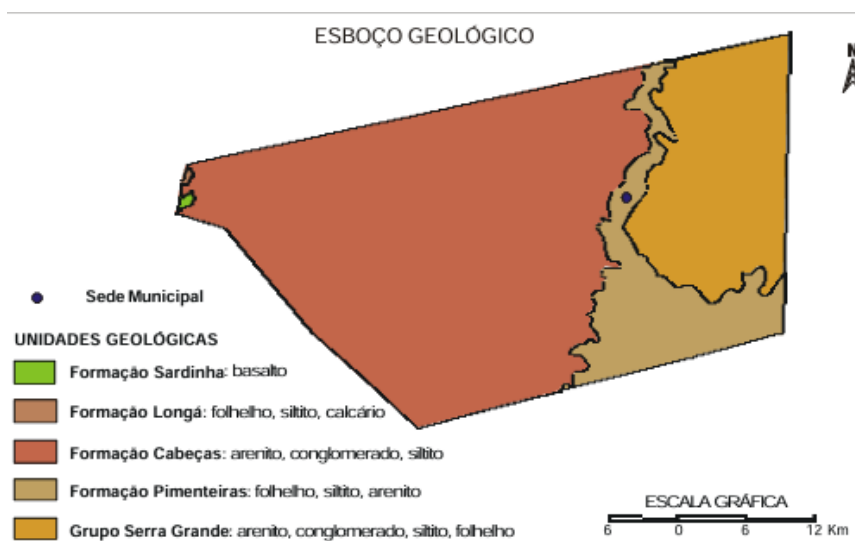 ESBOÇO GEOLÓGICO
N
Sede Municipal
UNIDADES GEOLÓGICAS
Formação Sardinha: basalto
Formação Longá: folhelho, siltito, calcário
Formação Cabeças: arenito, conglomerado, siltito
Formação Pimenteiras: folhelho, siltito, arenito
Grupo Serra Grande: arenito, conglomerado, siltito, folhelho
ESCALA GRÁFICA
6 0 6 12 Km